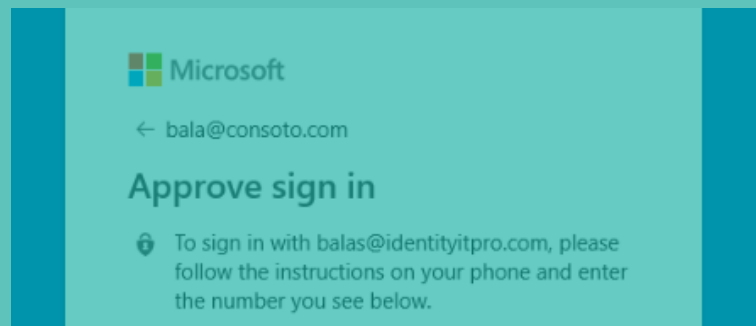 Microsoft
← bala@consoto.com
Approve sign in
To sign in with balas@identityitpro.com, please
follow the instructions on your phone and enter
the number you see below.